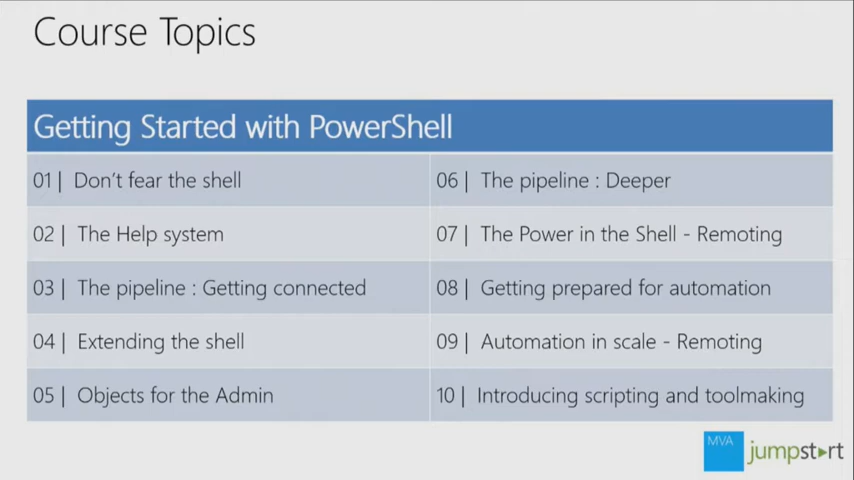 Course Topics
Getting Started with PowerShell
01 | Don't fear the shell
02 | The Help system
03 | The pipeline : Getting connected
04 | Extending the shell
05 | Objects for the Admin
06 | The pipeline : Deeper
07 | The Power in the Shell - Remoting
08 | Getting prepared for automation
09 | Automation in scale - Remoting
10 | Introducing scripting and toolmaking
MVA
jumpstart